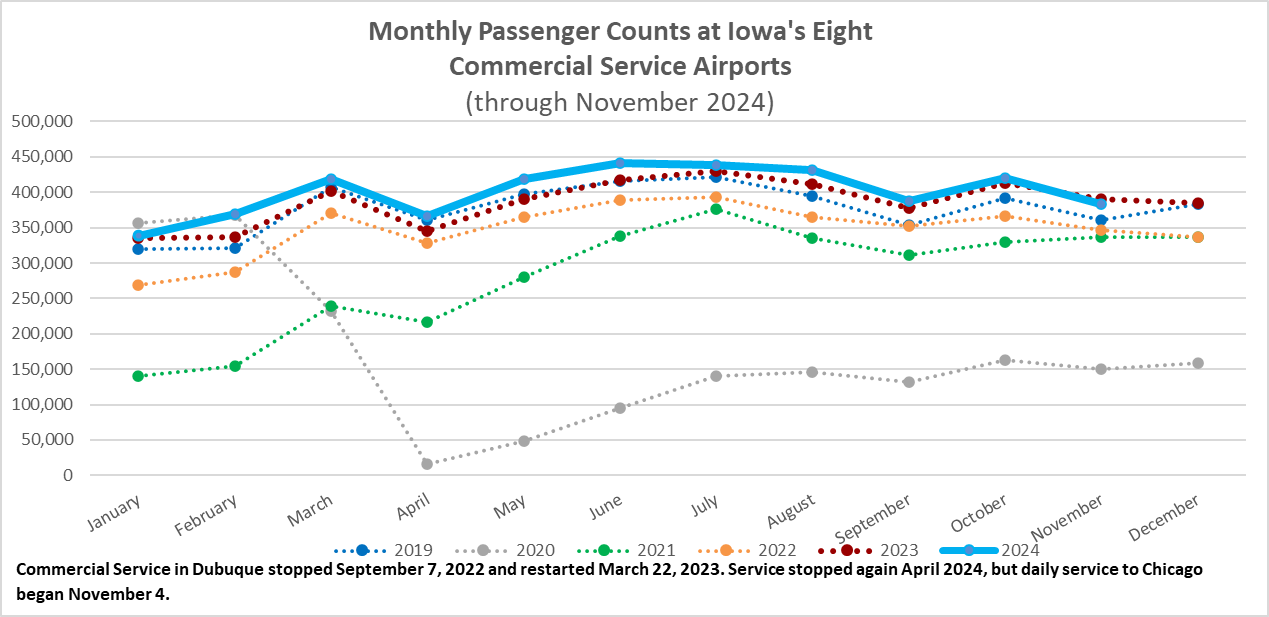 Monthly Passenger Counts at Iowa's Eight
Commercial Service Airports
(through November 2024)
500,000
450,000
400,000
350,000
300,000
250,000
200,000
150,000
100,000
50,000
0
January
February
March
April
May
June
July
August
September
October
November
December
2019
2020
2021
2022
2023
2024
Commercial Service in Dubuque stopped September 7, 2022 and restarted March 22, 2023. Service stopped again April 2024, but daily service to Chicago
began November 4.